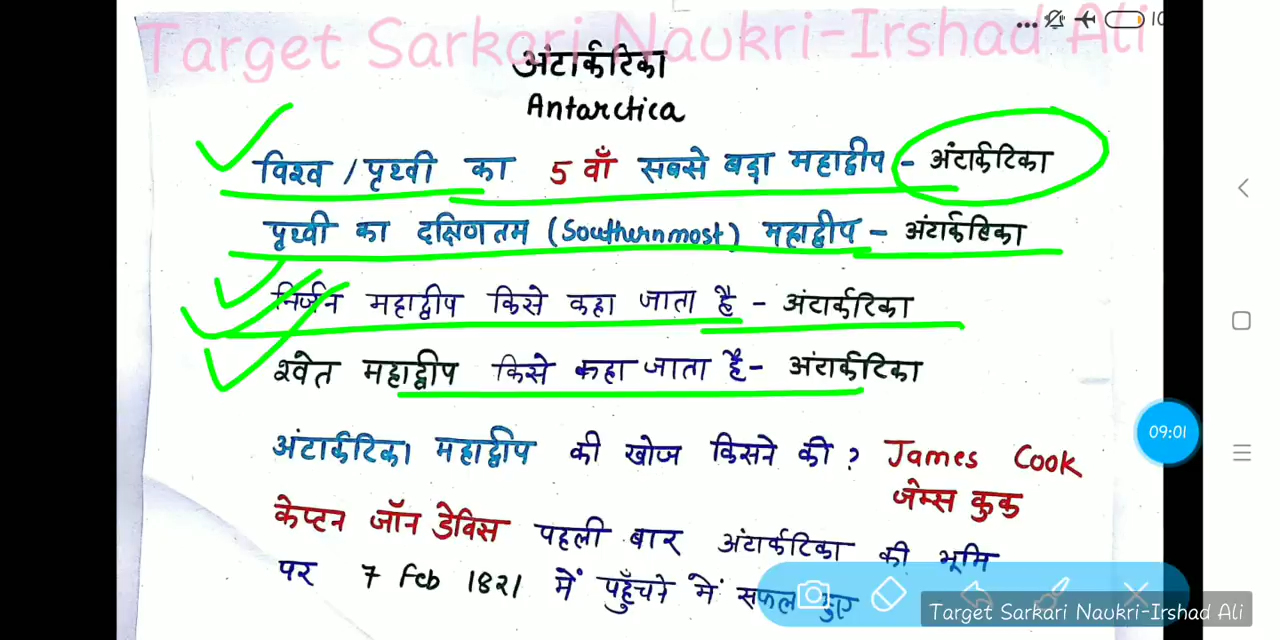 10
Target Sarkari Naukri-Irshad Ali
अंटार्कटिका
Antarctica
विश्व / पृथ्वी का 5 वाँ सबसे बड़ा महाद्वीप - अंटार्कटिका
पृथ्वी का दक्षिणतम (Southernmost) महाद्वीप - अंटार्कटिका
निर्जन महाद्वीप किसे कहा जाता है - अंटार्कटिका
श्वेत महाद्वीप किसे कहा जाता है- अंटार्कटिका
अंटार्कटिका महाद्वीप की खोज किसने की ? James Cook
जेम्स कुक
09:01
केप्टन जॉन डेविस पहली बार अंटार्कटिका की भूमि
पर 7 Feb 1821 में पहुँचने में सफल हुए
Target Sarkari Naukri-Irshad Ali